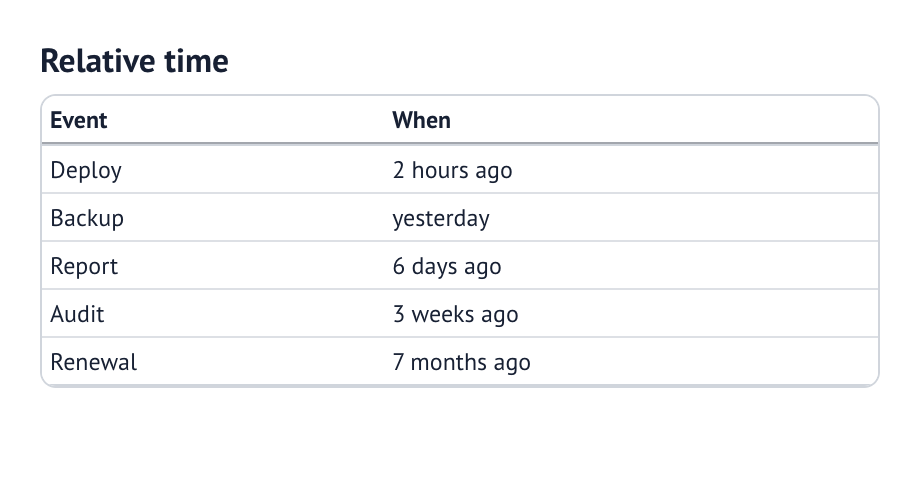 Relative time
Event When
Deploy 2 hours ago
Backup yesterday
Report 6 days ago
Audit 3 weeks ago
Renewal 7 months ago